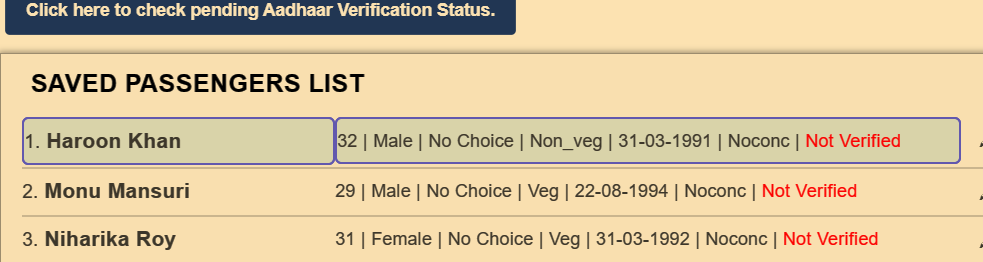 Click here to check pending Aadhaar Verification Status.
SAVED PASSENGERS LIST
1. Haroon Khan 32 | Male | No Choice | Non_veg | 31-03-1991 | Noconc | Not Verified
2. Monu Mansuri 29 | Male | No Choice | Veg | 22-08-1994 | Noconc | Not Verified
3. Niharika Roy 31 | Female | No Choice | Veg | 31-03-1992 | Noconc | Not Verified